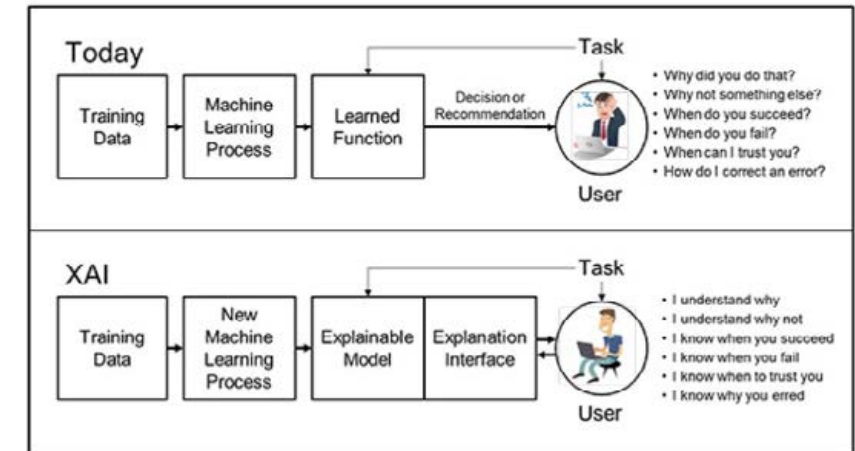 Today
Task
Training
Data
Machine
Learning
Process
Learned
Function
Decision or
Recommendation
User
• Why did you do that?
• Why not something else?
• When do you succeed?
• When do you fail?
• When can I trust you?
• How do I correct an error?
XAI
Task
Training
Data
New
Machine
Learning
Process
Explainable
Model
Explanation
Interface
User
• I understand why
• I understand why not
• I know when you succeed
• I know when you fail
• I know when to trust you
• I know why you erred